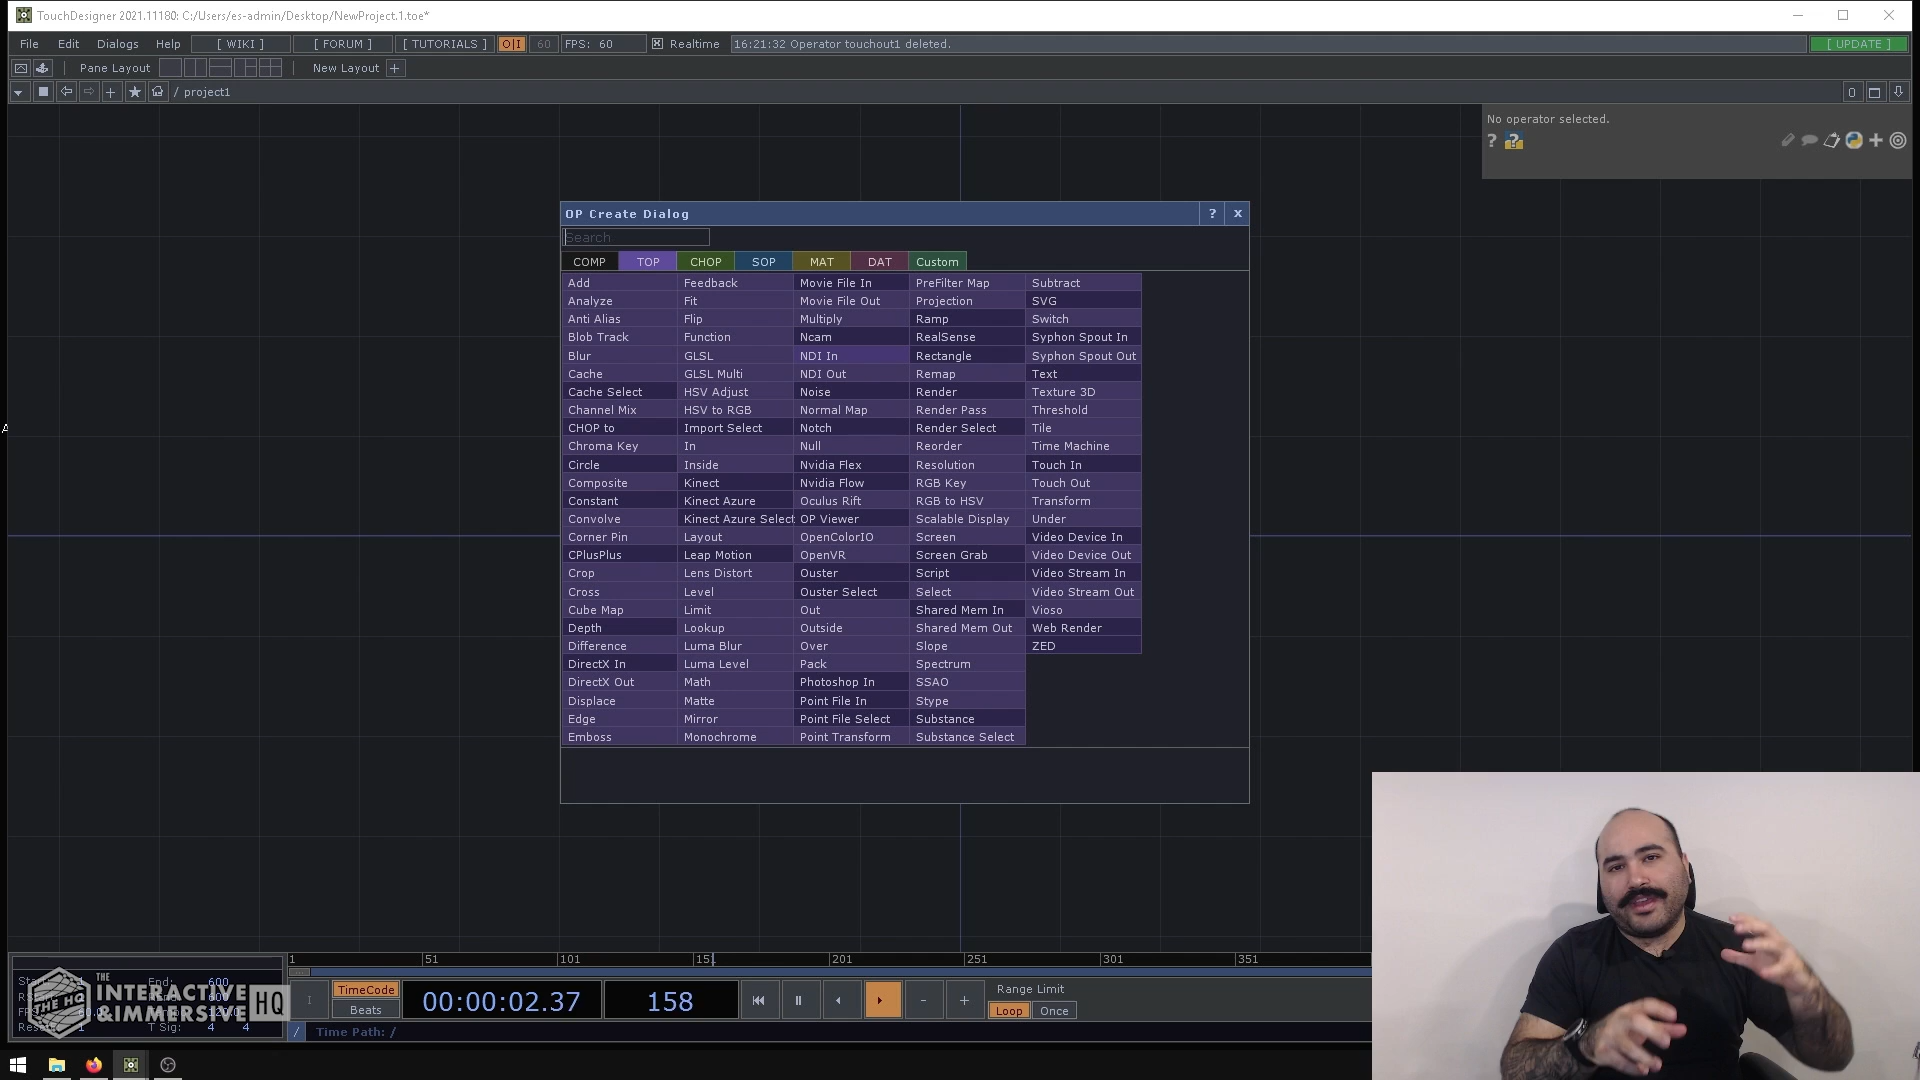 TouchDesigner 2021.11180: C:/Users/es-admin/Desktop/NewProject.1.toe*
File Edit Dialogs Help [ WIKI ] [ FORUM ] [ TUTORIALS ] O|I 60 FPS: 60 Realtime 16:21:32 Operator touchout1 deleted. [ UPDATE ]
Pane Layout New Layout +
/ project1 0
No operator selected.
OP Create Dialog ? x
Search
COMP TOP CHOP SOP MAT DAT Custom
Add Feedback Movie File In PreFilter Map Subtract
Analyze Fit Movie File Out Projection SVG
Anti Alias Flip Multiply Ramp Switch
Blob Track Function Ncam RealSense Syphon Spout In
Blur GLSL NDI In Rectangle Syphon Spout Out
Cache GLSL Multi NDI Out Remap Text
Cache Select HSV Adjust Noise Render Texture 3D
Channel Mix HSV to RGB Normal Map Render Pass Threshold
CHOP to Import Select Notch Render Select Tile
Chroma Key In Null Reorder Time Machine
Circle Inside Nvidia Flex Resolution Touch In
Composite Kinect Nvidia Flow RGB Key Touch Out
Constant Kinect Azure Oculus Rift RGB to HSV Transform
Convolve Kinect Azure Select OP Viewer Scalable Display Under
Corner Pin Layout OpenColorIO Screen Video Device In
CPlusPlus Leap Motion OpenVR Screen Grab Video Device Out
Crop Lens Distort Ouster Script Video Stream In
Cross Level Ouster Select Select Video Stream Out
Cube Map Limit Out Shared Mem In Vioso
Depth Lookup Outside Shared Mem Out Web Render
Difference Luma Blur Over Slope ZED
DirectX In Luma Level Pack Spectrum
DirectX Out Math Photoshop In SSAO
Displace Matte Point File In Stype
Edge Mirror Point File Select Substance
Emboss Monochrome Point Transform Substance Select
1 51 101 151 201 251 301 351
End: 600
T Sig: 4 4
THE HQ
THE INTERACTIVE & IMMERSIVE HQ
TimeCode
Beats
00:00:02.37 158
Range Limit
Loop Once
/ Time Path: /